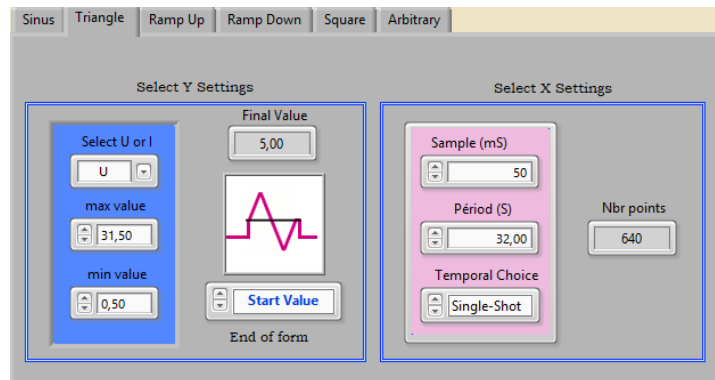 Sinus Triangle Ramp Up Ramp Down Square Arbitrary
Select Y Settings
Select U or I
U
max value
31,50
min value
0,50
Final Value
5,00
Start Value
End of form
Select X Settings
Sample (mS)
50
Périod (S)
32,00
Temporal Choice
Single-Shot
Nbr points
640